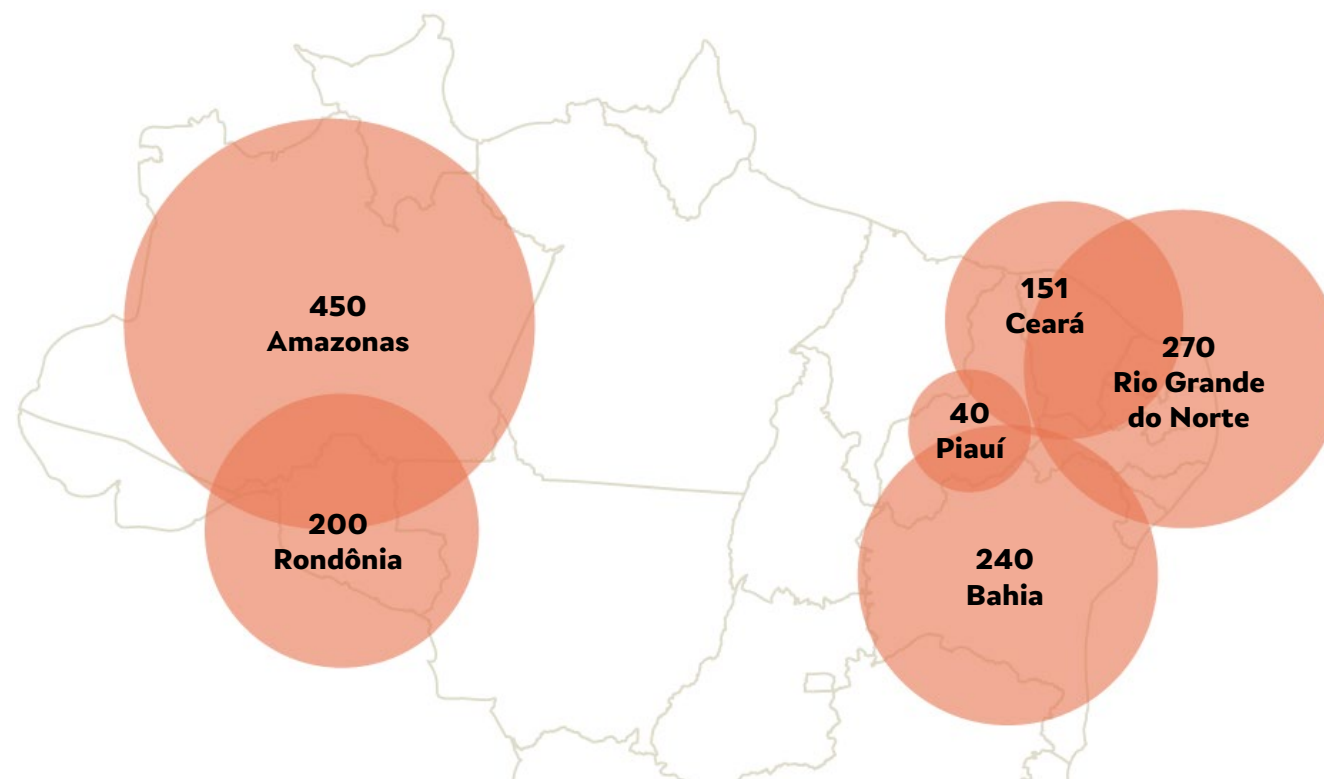 450
Amazonas
200
Rondônia
151
Ceará
270
Rio Grande
do Norte
40
Piauí
240
Bahia